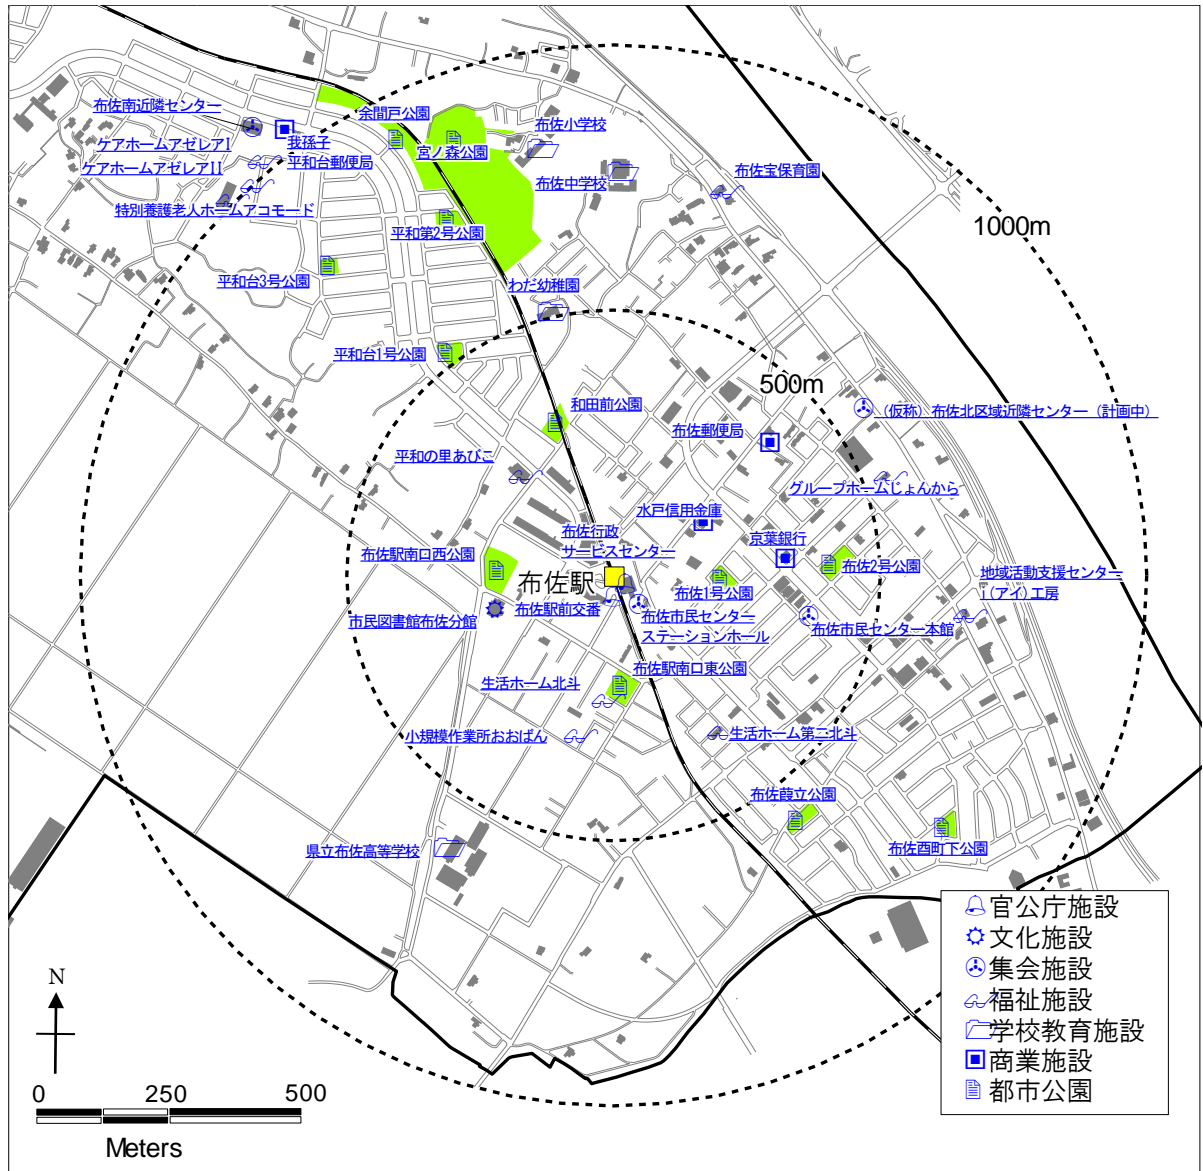 布佐南近隣センター
余間戸公園
布佐小学校
我孫子
平和台郵便局
宮ノ森公園
ケアホームアゼレアⅠ
ケアホームアゼレアII
布佐中学校
布佐宝保育園
特別養護老人ホームアコモード
平和第2号公園
1000m
平和台3号公園
わだ幼稚園
平和台1号公園
500m
和田前公園
(仮称)布佐北区域近隣センター(計画中)
布佐郵便局
平和の里あびこ
グループホームじょんから
水戸信用金庫
布佐行政
サービスセンター
京葉銀行
布佐駅南口西公園
布佐2号公園
布佐駅
布佐1号公園
地域活動支援センター
i(アイ)工房
市民図書館布佐分館
布佐駅前交番
布佐市民センター
ステーションホール
布佐市民センター本館
布佐駅南口東公園
生活ホーム北斗
小規模作業所おおばん
生活ホーム第二北斗
布佐葭立公園
県立布佐高等学校
布佐酉町下公園
官公庁施設
文化施設
集会施設
福祉施設
学校教育施設
商業施設
都市公園
N
0 250 500
Meters